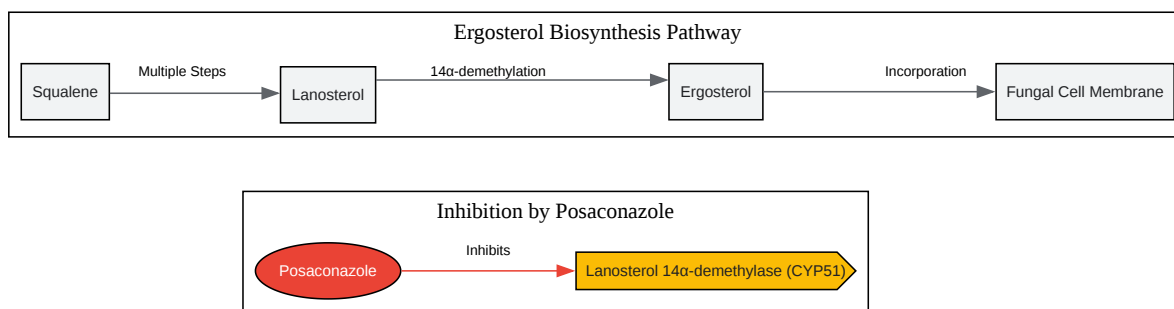 Ergosterol Biosynthesis Pathway
Squalene
Multiple Steps
Lanosterol
14α-demethylation
Ergosterol
Incorporation
Fungal Cell Membrane
Inhibition by Posaconazole
Posaconazole
Inhibits
Lanosterol 14α-demethylase (CYP51)